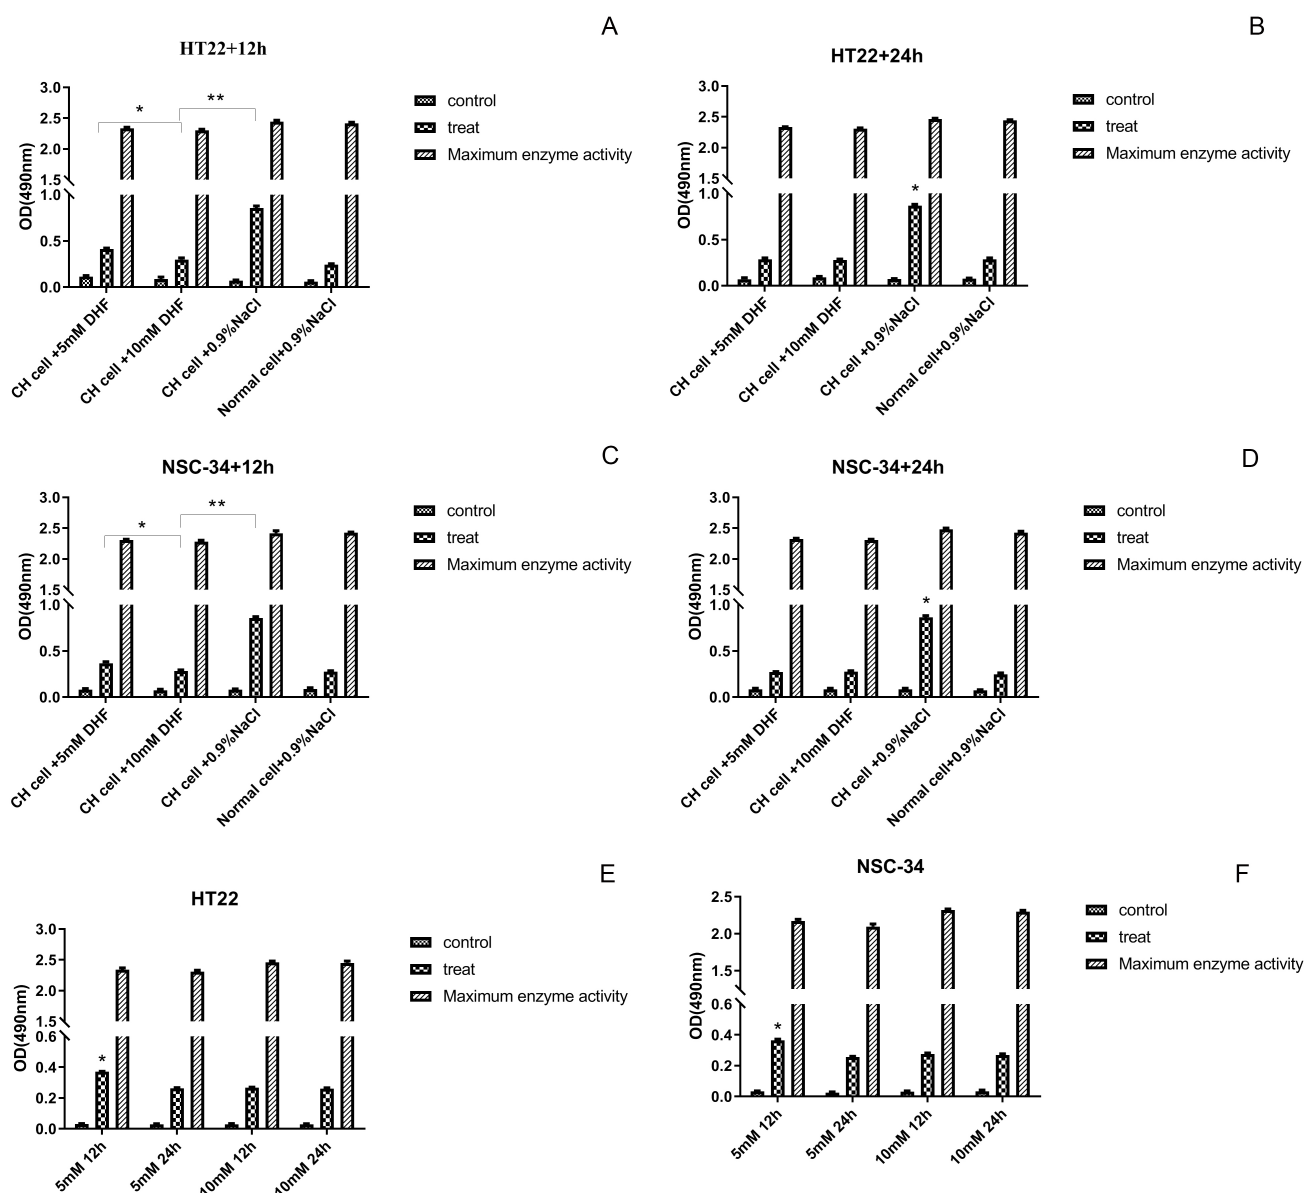 A
HT22+12h
3.0
2.5
2.0
1.5
1.0
0.5
0.0
OD(490nm)
*
**
control
treat
Maximum enzyme activity
CH cell +5mM DHF
CH cell +10mM DHF
CH cell +0.9%NaCl
Normal cell+0.9%NaCl
B
HT22+24h
3.0
2.5
2.0
1.5
1.0
0.5
0.0
OD(490nm)
*
control
treat
Maximum enzyme activity
CH cell +5mM DHF
CH cell +10mM DHF
CH cell +0.9%NaCl
Normal cell+0.9%NaCl
C
NSC-34+12h
3.0
2.5
2.0
1.5
1.0
0.5
0.0
OD(490nm)
*
**
control
treat
Maximum enzyme activity
CH cell +5mM DHF
CH cell +10mM DHF
CH cell +0.9%NaCl
Normal cell+0.9%NaCl
D
NSC-34+24h
3.0
2.5
2.0
1.5
1.0
0.5
0.0
OD(490nm)
*
control
treat
Maximum enzyme activity
CH cell +5mM DHF
CH cell +10mM DHF
CH cell +0.9%NaCl
Normal cell+0.9%NaCl
E
HT22
3.0
2.5
2.0
1.5
0.6
0.4
0.2
0.0
OD(490nm)
*
control
treat
Maximum enzyme activity
5mM 12h
5mM 24h
10mM 12h
10mM 24h
F
NSC-34
2.5
2.0
1.5
0.6
0.4
0.2
0.0
OD(490nm)
*
control
treat
Maximum enzyme activity
5mM 12h
5mM 24h
10mM 12h
10mM 24h